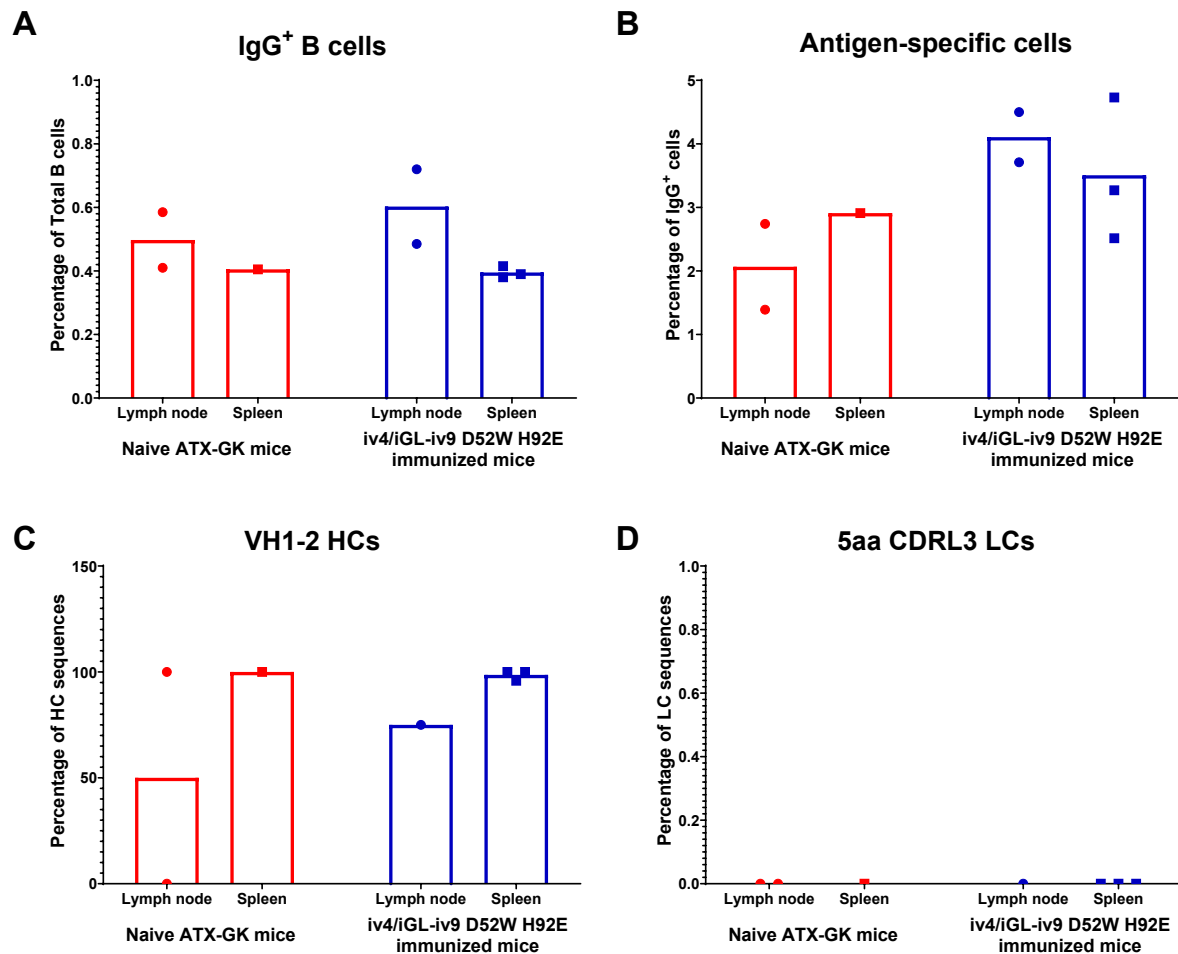 A
IgG+ B cells
Percentage of Total B cells
1.0
0.8
0.6
0.4
0.2
0.0
Lymph node
Spleen
Lymph node
Spleen
Naive ATX-GK mice
iv4/iGL-iv9 D52W H92E
immunized mice
B
Antigen-specific cells
Percentage of IgG+ cells
5
4
3
2
1
0
Lymph node
Spleen
Lymph node
Spleen
Naive ATX-GK mice
iv4/iGL-iv9 D52W H92E
immunized mice
C
VH1-2 HCs
Percentage of HC sequences
150
100
50
0
Lymph node
Spleen
Lymph node
Spleen
Naive ATX-GK mice
iv4/iGL-iv9 D52W H92E
immunized mice
D
5aa CDRL3 LCs
Percentage of LC sequences
1.0
0.8
0.6
0.4
0.2
0.0
Lymph node
Spleen
Lymph node
Spleen
Naive ATX-GK mice
iv4/iGL-iv9 D52W H92E
immunized mice